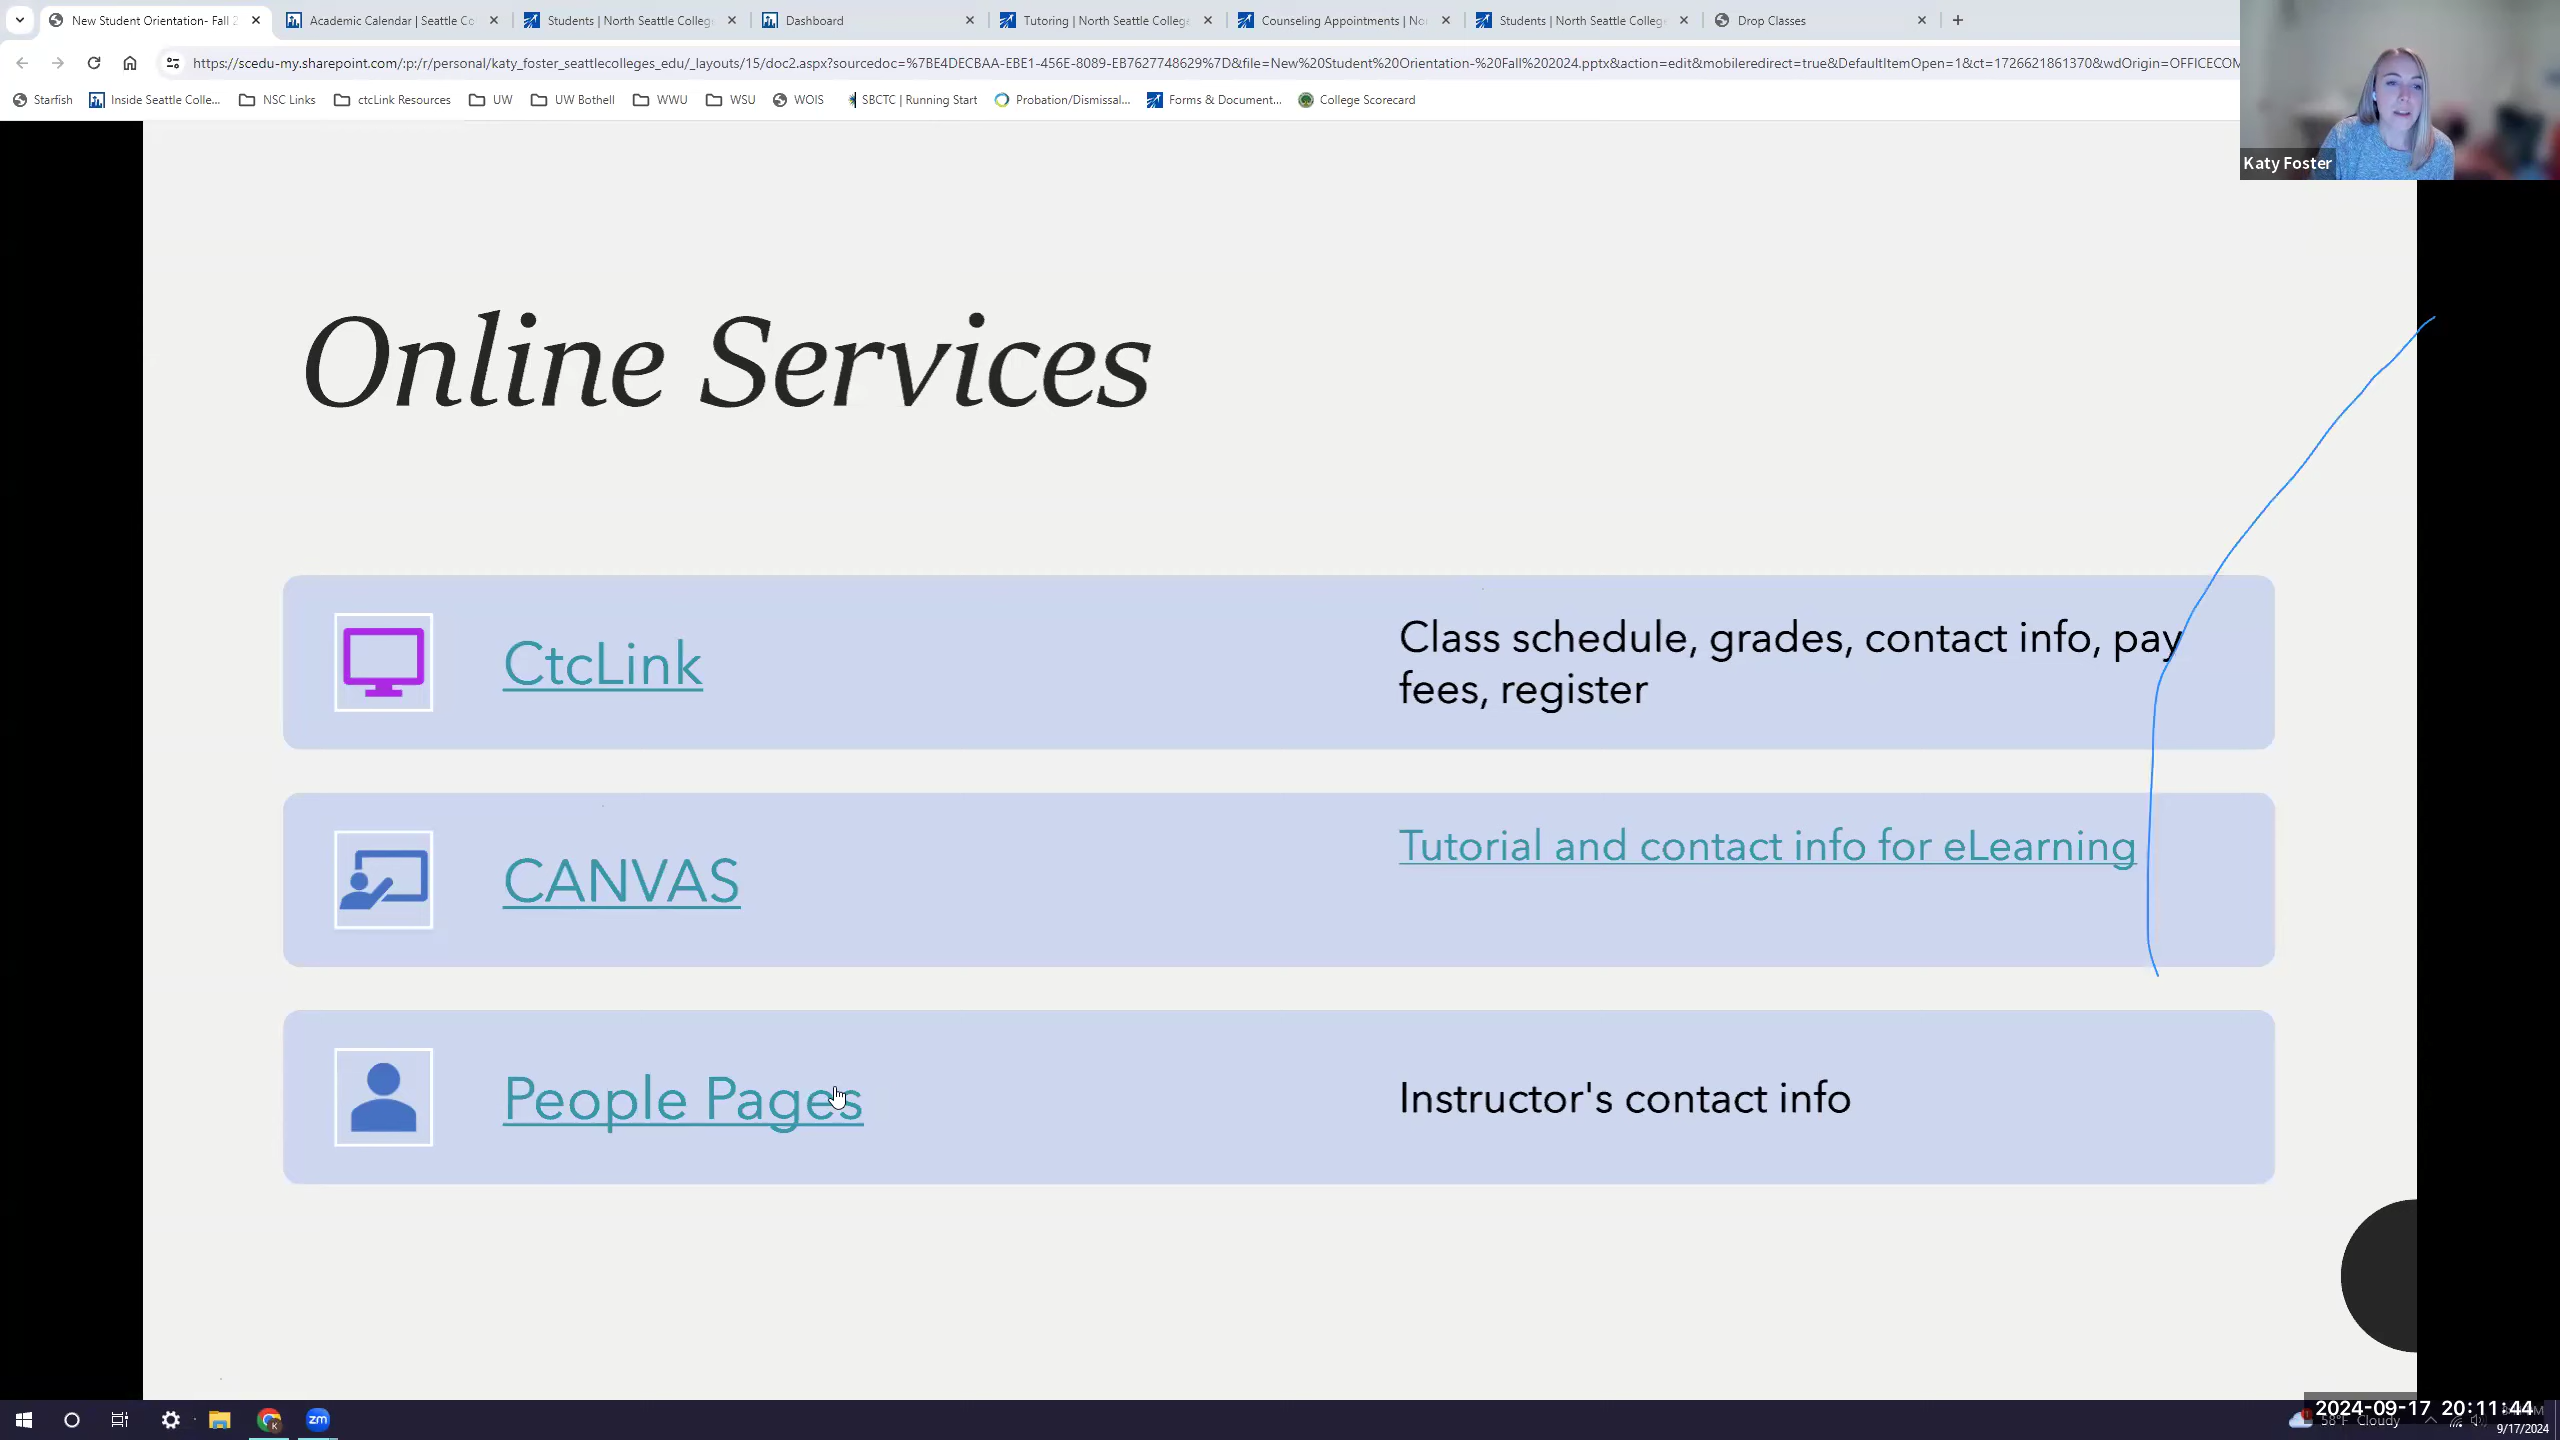 New Student Orientation- Fall 2
Academic Calendar | Seattle Co
Students | North Seattle College
Dashboard
Tutoring | North Seattle College
Counseling Appointments | No
Students | North Seattle College
Drop Classes
https://scedu-my.sharepoint.com/:p:/r/personal/katy_foster_seattlecolleges_edu/_layouts/15/doc2.aspx?sourcedoc=%7BE4DECBAA-EBE1-456E-8089-EB7627748629%7D&file=New%20Student%20Orientation-%20Fall%202024.pptx&action=edit&mobileredirect=true&DefaultItemOpen=1&ct=1726621861370&wdOrigin=OFFICECOM
Starfish
Inside Seattle Colle...
NSC Links
ctcLink Resources
UW
UW Bothell
WWU
WSU
WOIS
SBCTC | Running Start
Probation/Dismissal...
Forms & Document...
College Scorecard
Katy Foster
Online Services
CtcLink
Class schedule, grades, contact info, pay
fees, register
CANVAS
Tutorial and contact info for eLearning
People Pages
Instructor's contact info
zm
58°F Cloudy
2024-09-17 20:11:44
9/17/2024